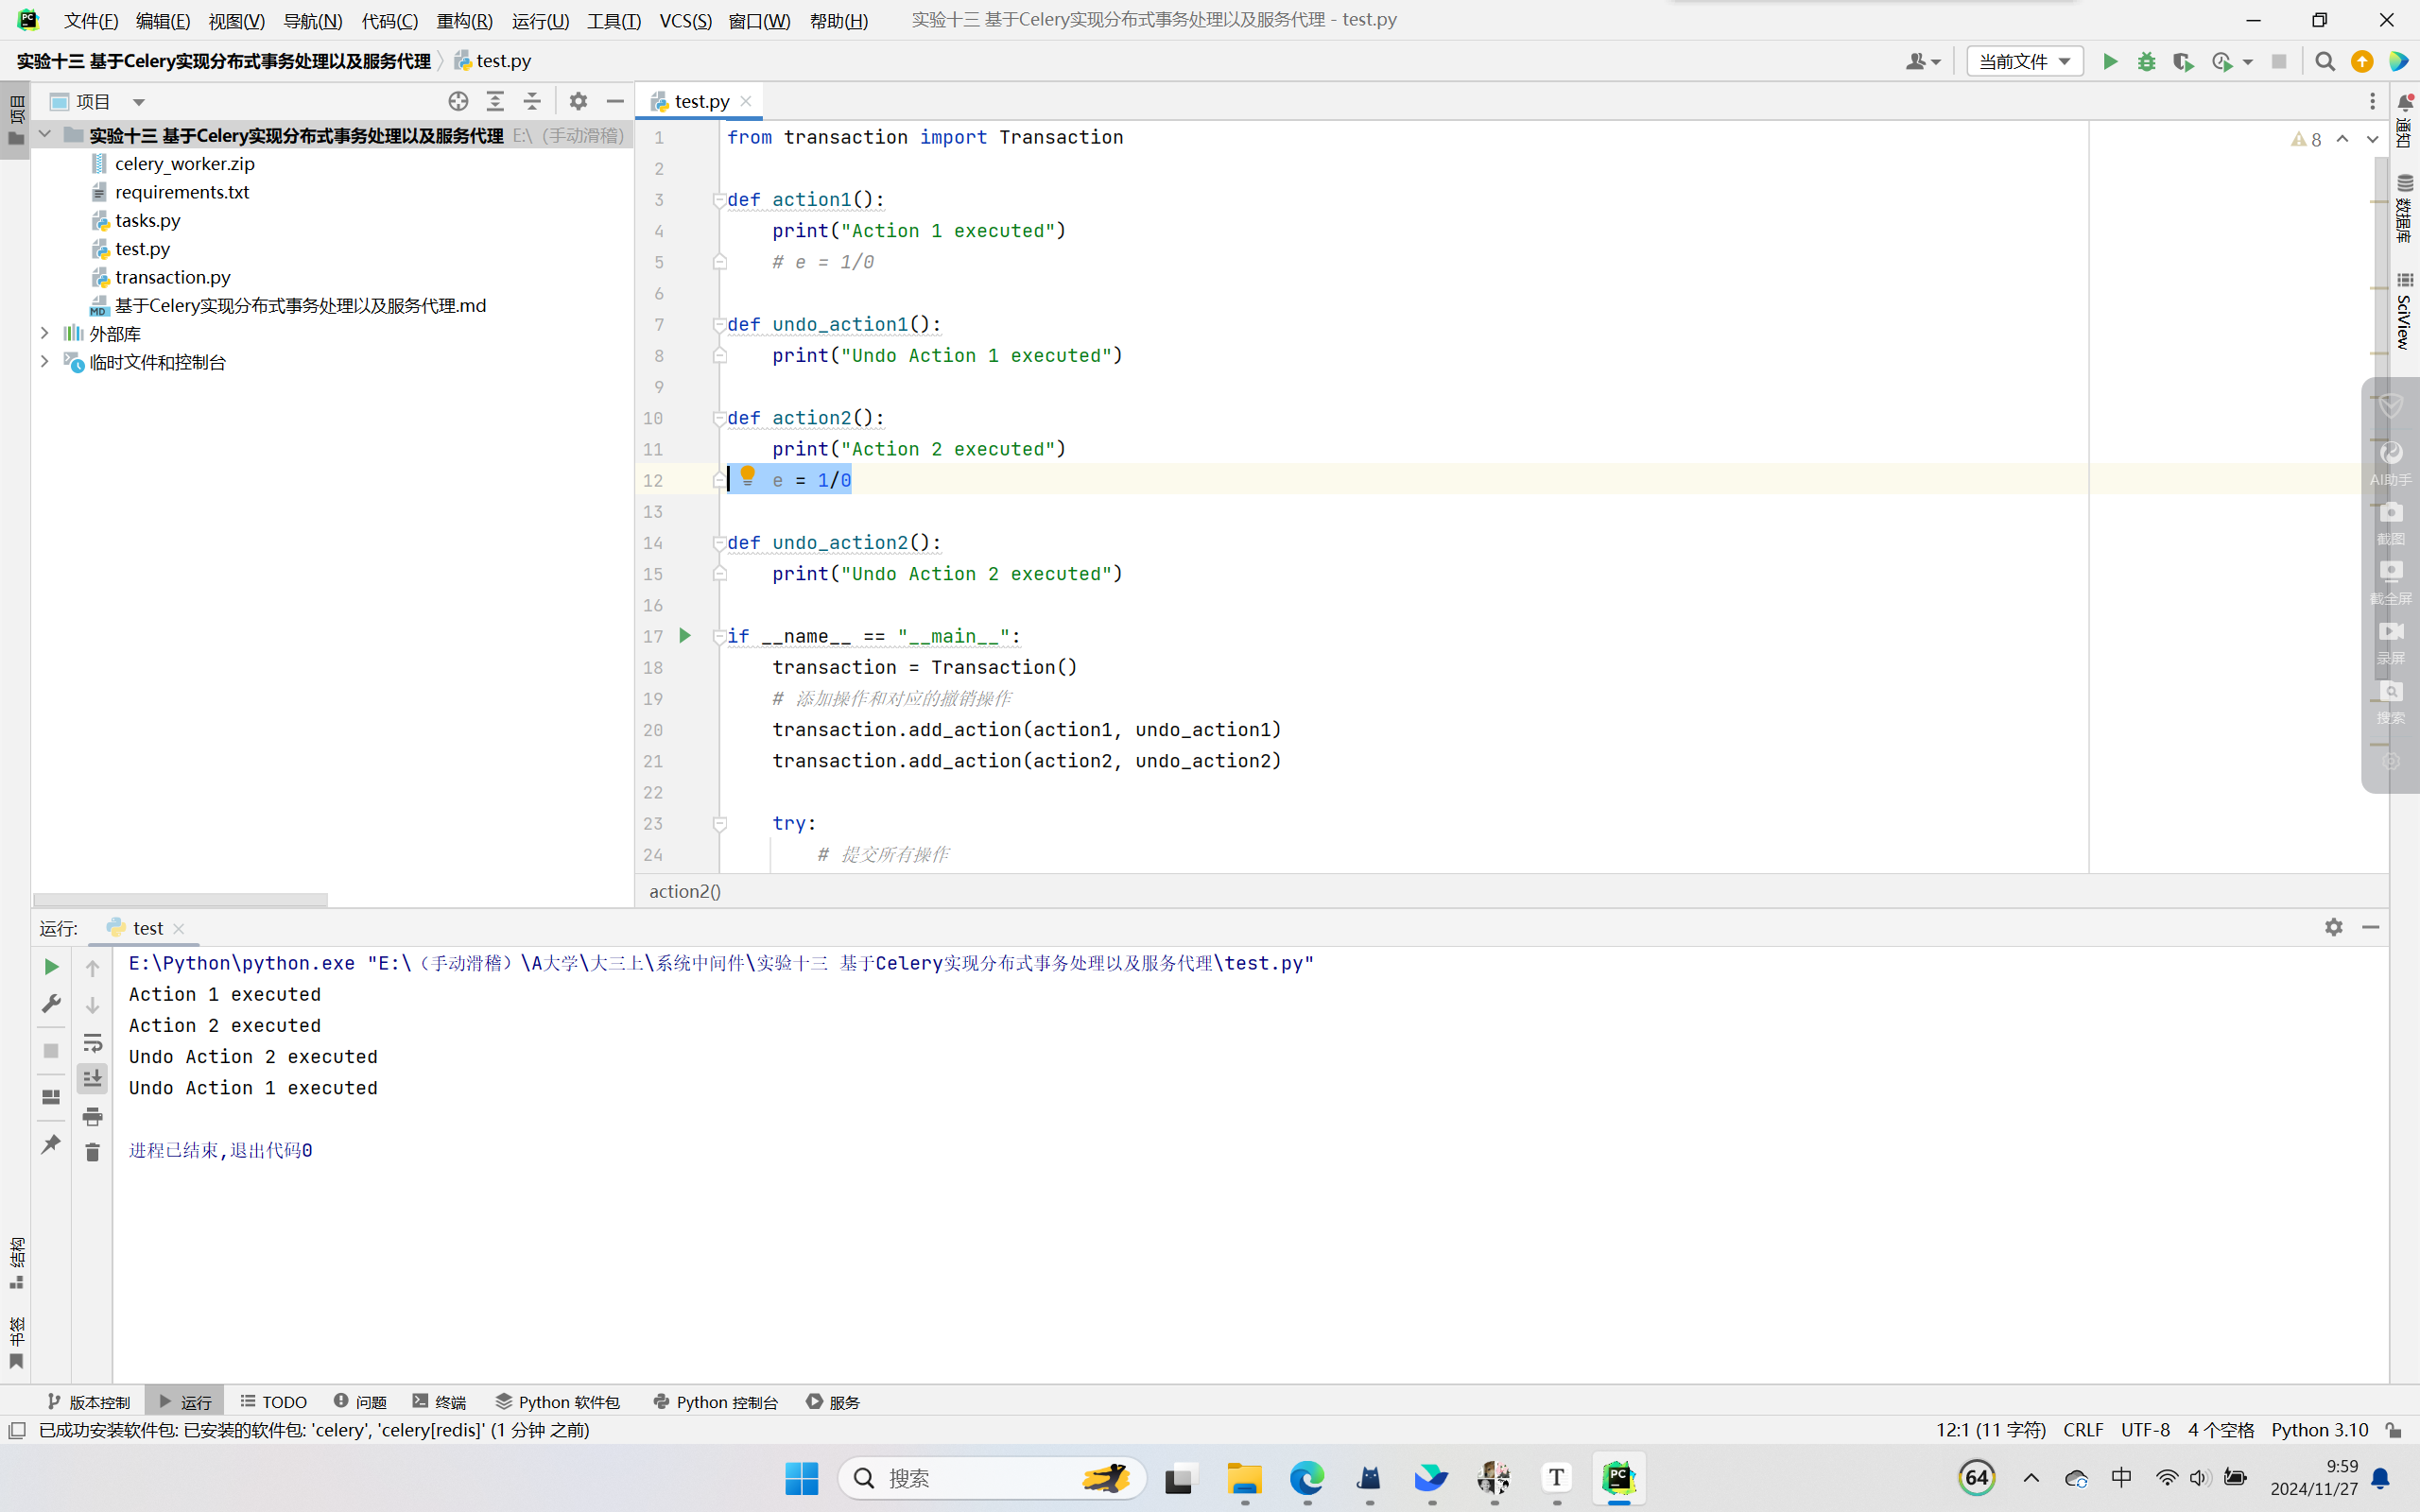 文件(F) 编辑(E) 视图(V) 导航(N) 代码(C) 重构(R) 运行(U) 工具(T) VCS(S) 窗口(W) 帮助(H) 实验十三 基于Celery实现分布式事务处理以及服务代理 - test.py
实验十三 基于Celery实现分布式事务处理以及服务代理 test.py 当前文件
项目
项目
test.py
实验十三 基于Celery实现分布式事务处理以及服务代理 E:\（手动滑稽）
celery_worker.zip
requirements.txt
tasks.py
test.py
transaction.py
基于Celery实现分布式事务处理以及服务代理.md
外部库
临时文件和控制台
1 from transaction import Transaction
2
3 def action1():
4 print("Action 1 executed")
5 # e = 1/0
6
7 def undo_action1():
8 print("Undo Action 1 executed")
9
10 def action2():
11 print("Action 2 executed")
12 e = 1/0
13
14 def undo_action2():
15 print("Undo Action 2 executed")
16
17 if __name__ == "__main__":
18 transaction = Transaction()
19 # 添加操作和对应的撤销操作
20 transaction.add_action(action1, undo_action1)
21 transaction.add_action(action2, undo_action2)
22
23 try:
24 # 提交所有操作
action2()
8
通知
数据库
SciView
AI助手
截图
截全屏
录屏
搜索
运行: test
E:\Python\python.exe "E:\（手动滑稽）\A大学\大三上\系统中间件\实验十三 基于Celery实现分布式事务处理以及服务代理\test.py"
Action 1 executed
Action 2 executed
Undo Action 2 executed
Undo Action 1 executed
进程已结束,退出代码0
结构
书签
版本控制 运行 TODO 问题 终端 Python 软件包 Python 控制台 服务
已成功安装软件包: 已安装的软件包: 'celery', 'celery[redis]' (1 分钟 之前) 12:1 (11 字符) CRLF UTF-8 4 个空格 Python 3.10
搜索
64
中
9:59
2024/11/27